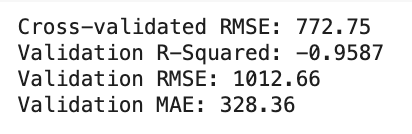 Cross-validated RMSE: 772.75
Validation R-Squared: -0.9587
Validation RMSE: 1012.66
Validation MAE: 328.36